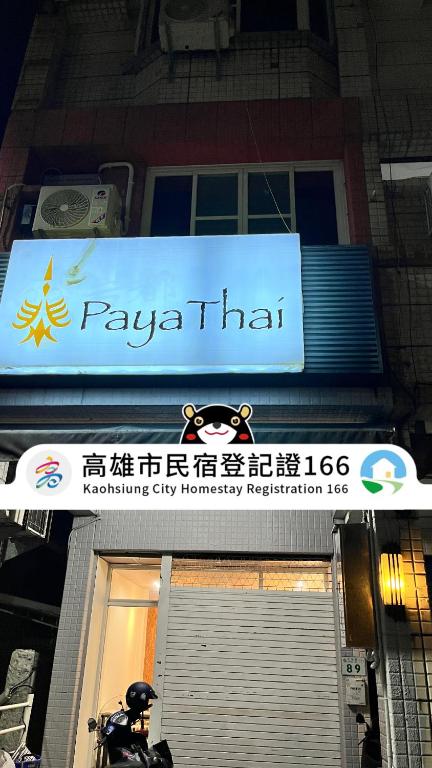 PayaThai
高雄市民宿登記證166
Kaohsiung City Homestay Registration 166
89